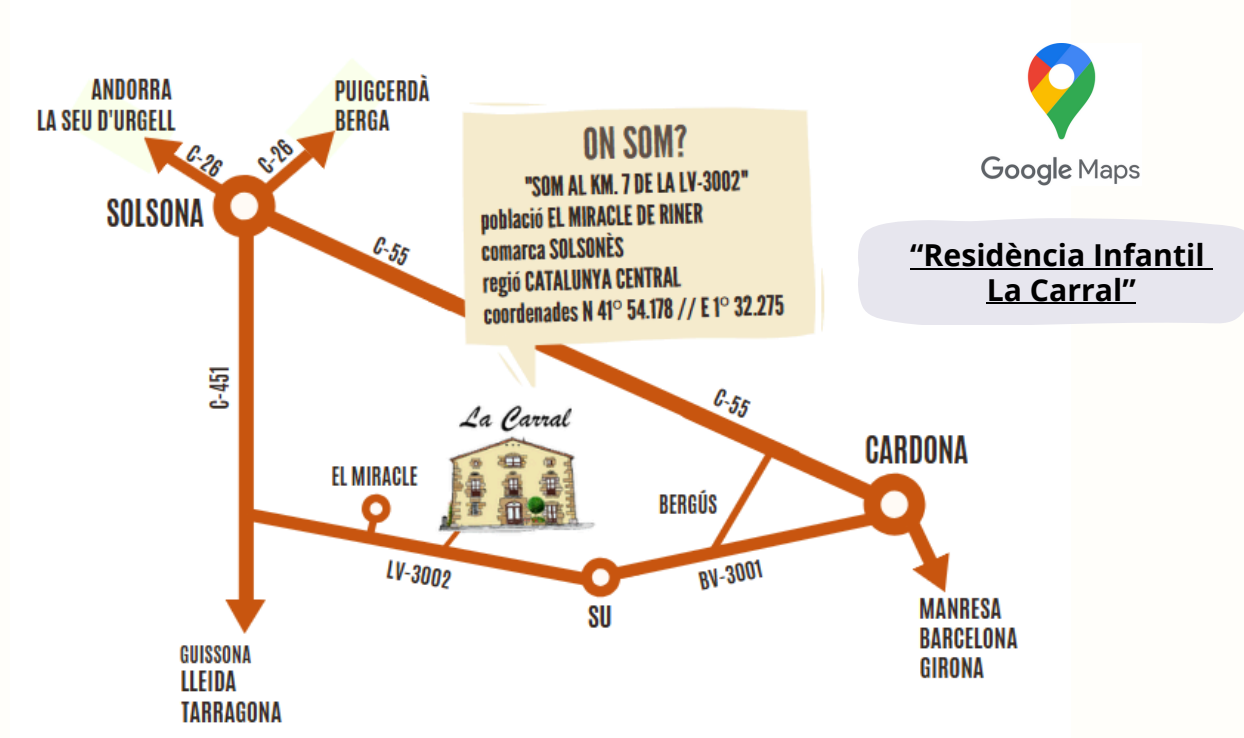 ANDORRA
LA SEU D'URGELL
PUIGCERDÀ
BERGA
C-26
C-26
SOLSONA
C-55
ON SOM?
"SOM AL KM. 7 DE LA LV-3002"
població EL MIRACLE DE RINER
comarca SOLSONÈS
regió CATALUNYA CENTRAL
coordenades N 41° 54.178 // E 1° 32.275
Google Maps
“Residència Infantil
La Carral”
C-451
La Carral
C-55
CARDONA
EL MIRACLE
BERGÚS
LV-3002
BV-3001
SU
MANRESA
BARCELONA
GIRONA
GUISSONA
LLEIDA
TARRAGONA